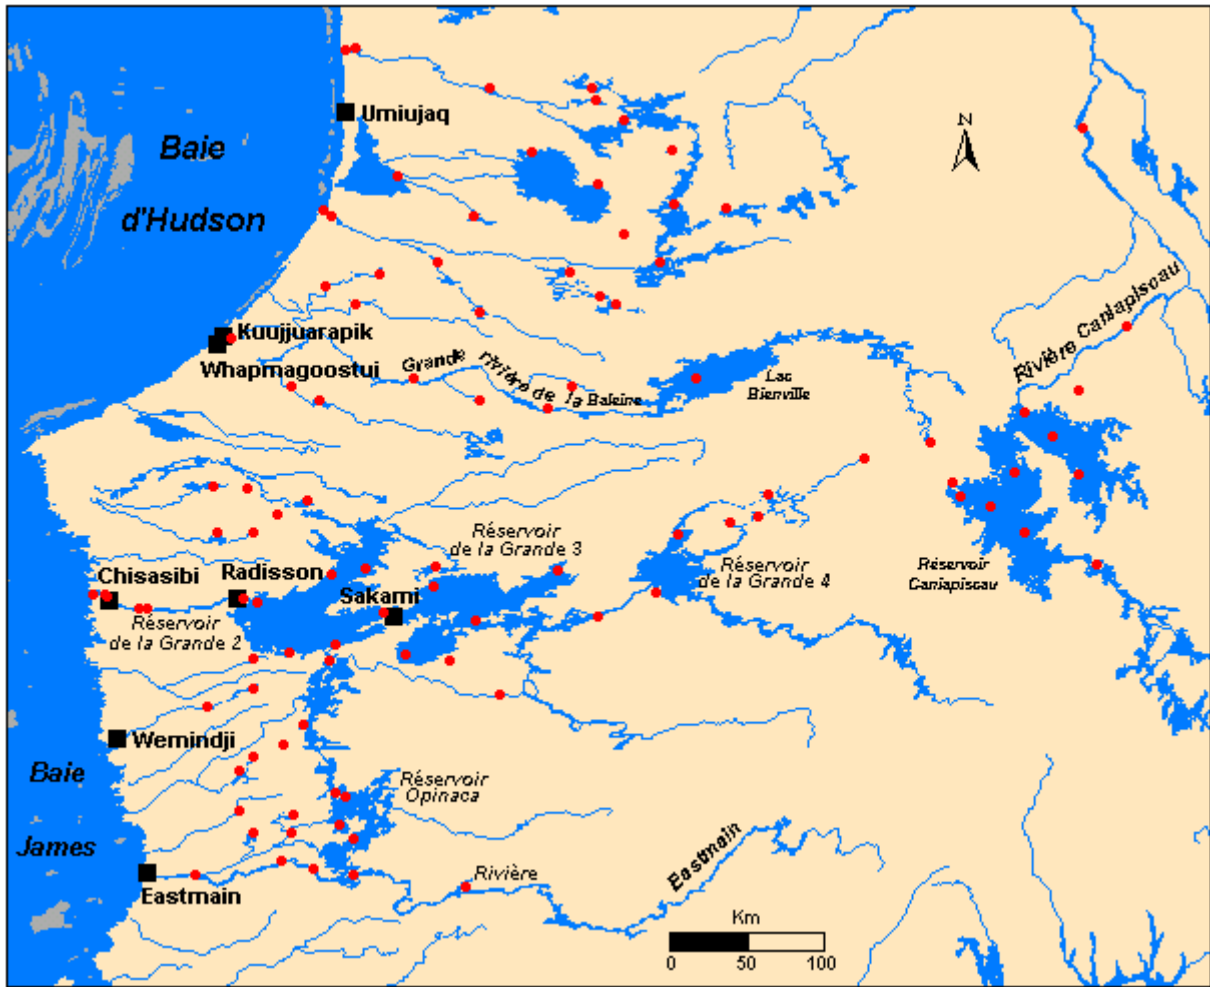 N
Umiujaq
Baie
d'Hudson
Kuujjuarapik
Whapmagoostui
Grande rivière de la Baleine
Lac
Bienville
Rivière Caniapiscau
Réservoir
de la Grande 3
Chisasibi
Radisson
Sakami
Réservoir
de la Grande 4
Réservoir
Caniapiscau
Réservoir
de la Grande 2
Wemindji
Baie
James
Réservoir
Opinaca
Eastmain
Rivière
Eastmain
Km
0 50 100